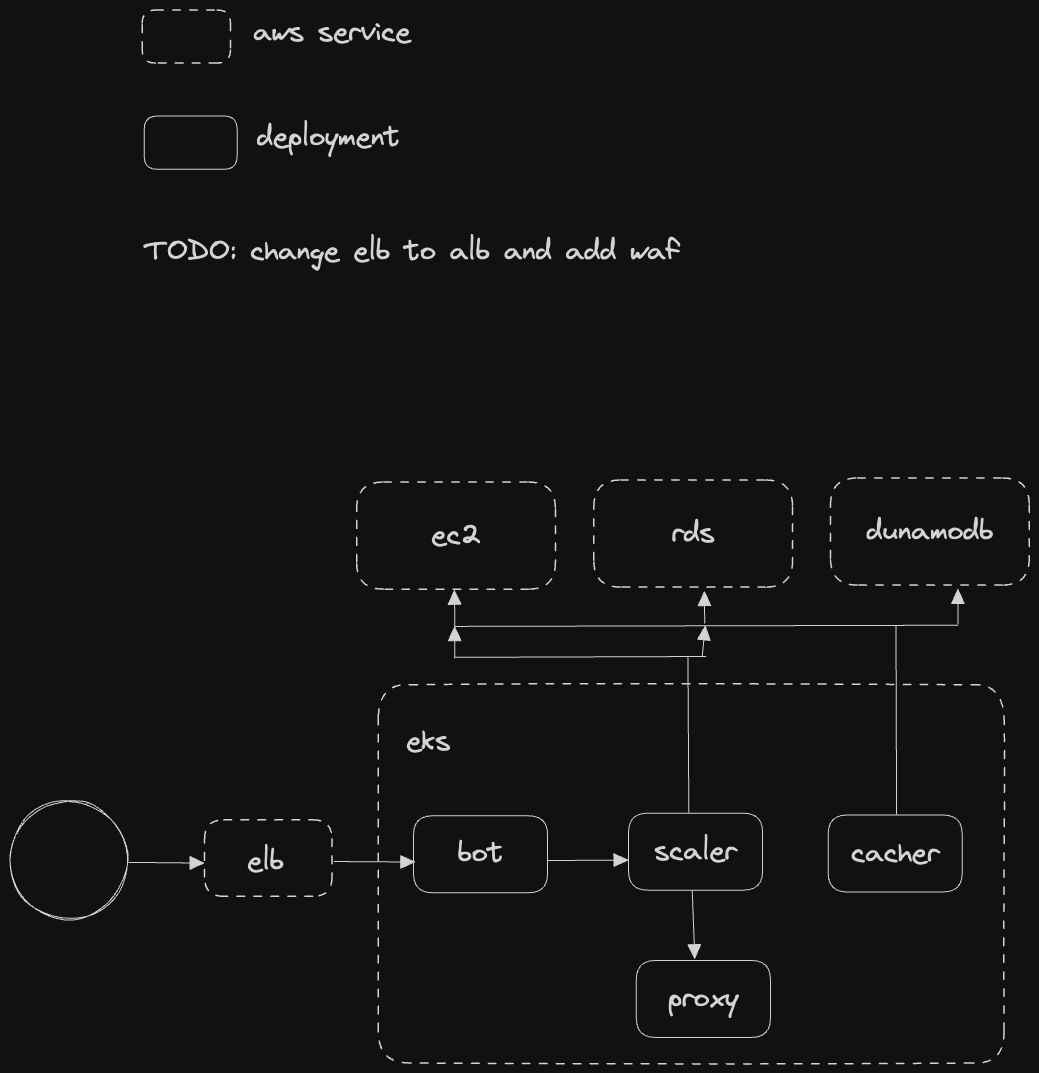 aws service
deployment
TODO: change elb to alb and add waf
ec2
rds
dunamodb
eks
elb
bot
scaler
cacher
proxy